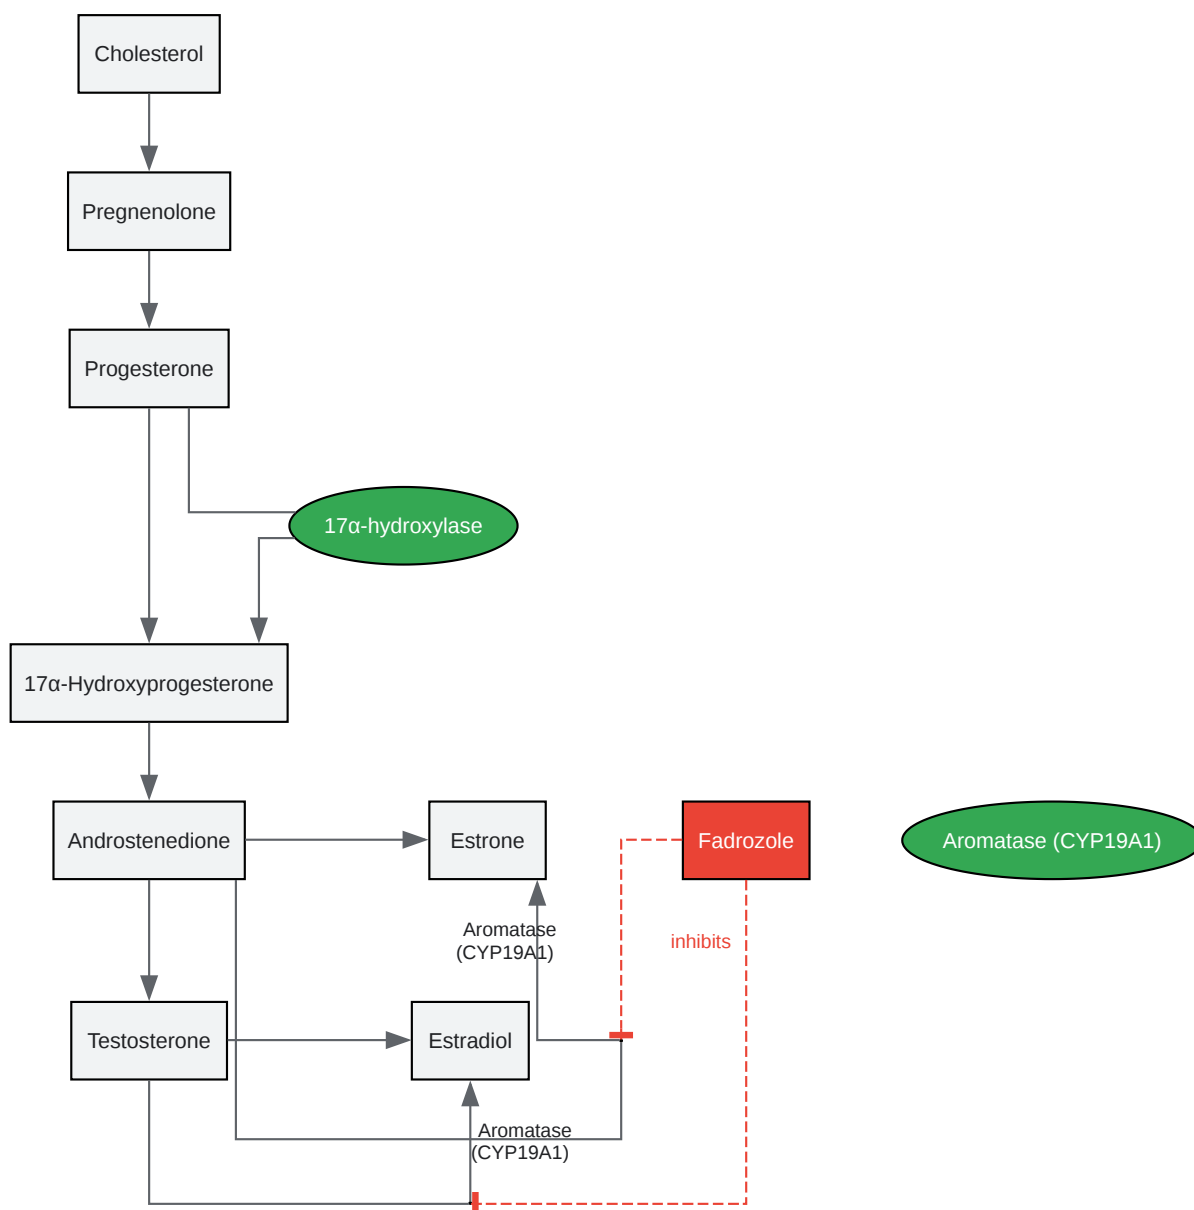 Cholesterol
Pregnenolone
Progesterone
17α-hydroxylase
17α-Hydroxyprogesterone
Androstenedione
Estrone
Fadrozole
Aromatase (CYP19A1)
Aromatase
(CYP19A1)
inhibits
Testosterone
Estradiol
Aromatase
(CYP19A1)